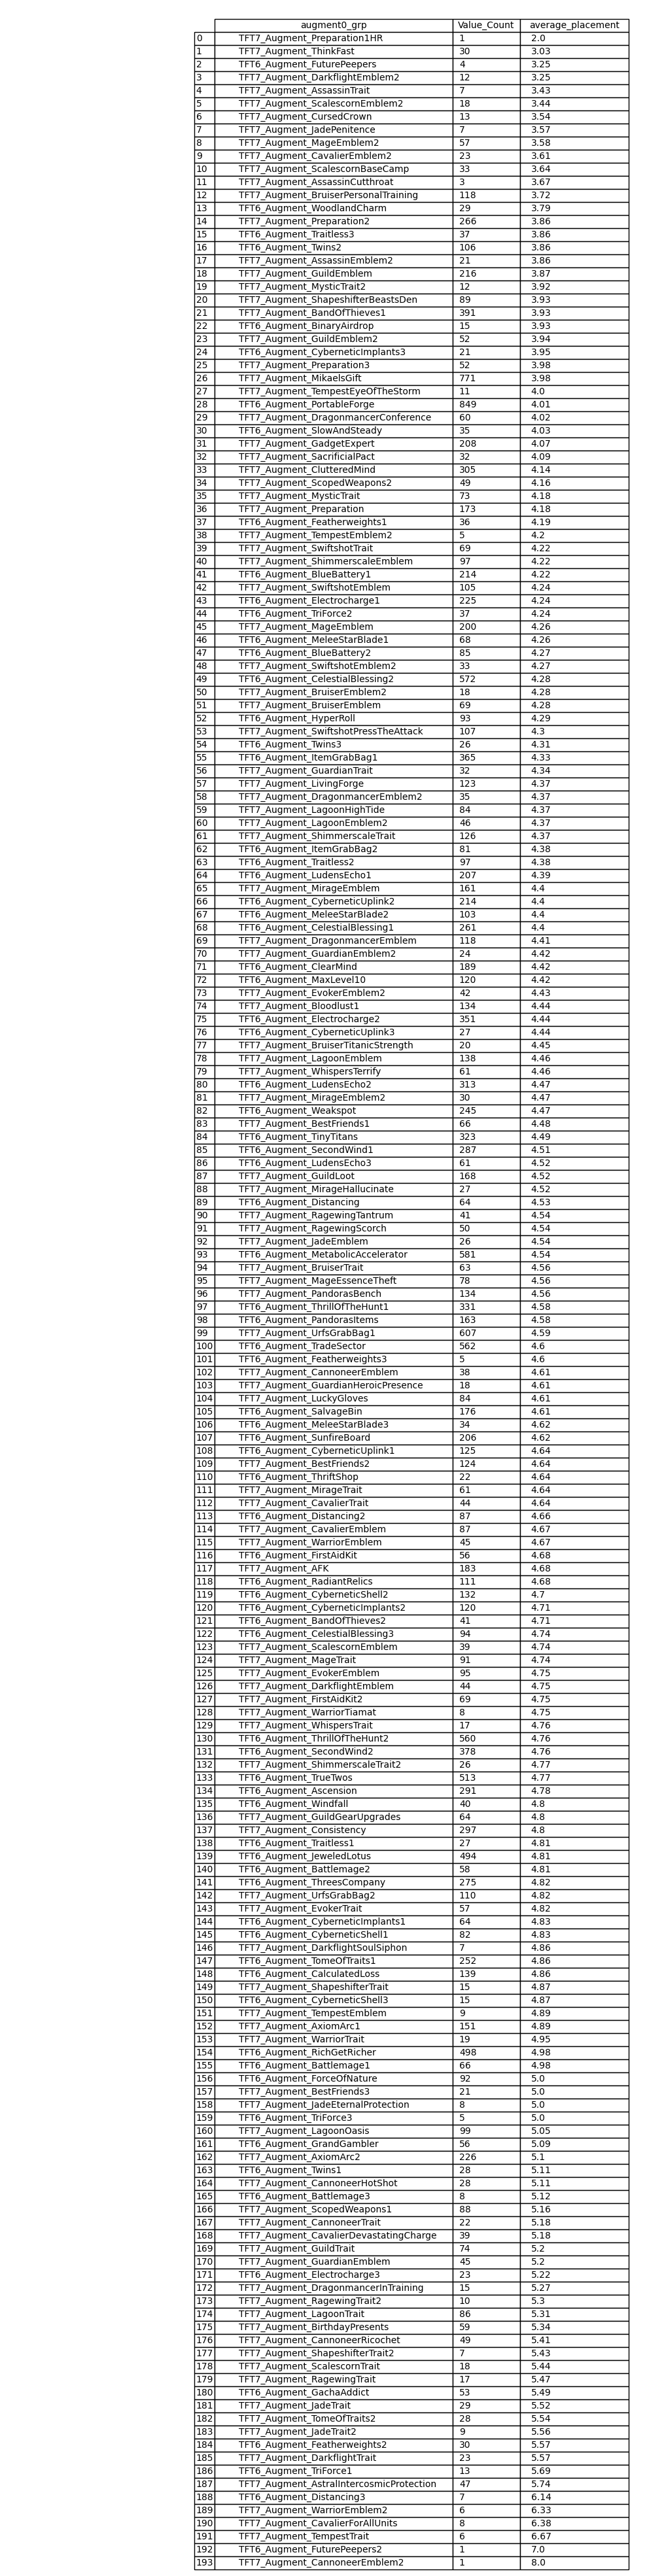 augment0_grp Value_Count average_placement
0 TFT7_Augment_Preparation1HR 1 2.0
1 TFT7_Augment_ThinkFast 30 3.03
2 TFT6_Augment_FuturePeepers 4 3.25
3 TFT7_Augment_DarkflightEmblem2 12 3.25
4 TFT7_Augment_AssassinTrait 7 3.43
5 TFT7_Augment_ScalescornEmblem2 18 3.44
6 TFT7_Augment_CursedCrown 13 3.54
7 TFT7_Augment_JadePenitence 7 3.57
8 TFT7_Augment_MageEmblem2 57 3.58
9 TFT7_Augment_CavalierEmblem2 23 3.61
10 TFT7_Augment_ScalescornBaseCamp 33 3.64
11 TFT7_Augment_AssassinCutthroat 3 3.67
12 TFT7_Augment_BruiserPersonalTraining 118 3.72
13 TFT6_Augment_WoodlandCharm 29 3.79
14 TFT7_Augment_Preparation2 266 3.86
15 TFT6_Augment_Traitless3 37 3.86
16 TFT6_Augment_Twins2 106 3.86
17 TFT7_Augment_AssassinEmblem2 21 3.86
18 TFT7_Augment_GuildEmblem 216 3.87
19 TFT7_Augment_MysticTrait2 12 3.92
20 TFT7_Augment_ShapeshifterBeastsDen 89 3.93
21 TFT7_Augment_BandOfThieves1 391 3.93
22 TFT6_Augment_BinaryAirdrop 15 3.93
23 TFT7_Augment_GuildEmblem2 52 3.94
24 TFT6_Augment_CyberneticImplants3 21 3.95
25 TFT7_Augment_Preparation3 52 3.98
26 TFT7_Augment_MikaelsGift 771 3.98
27 TFT7_Augment_TempestEyeOfTheStorm 11 4.0
28 TFT6_Augment_PortableForge 849 4.01
29 TFT7_Augment_DragonmancerConference 60 4.02
30 TFT6_Augment_SlowAndSteady 35 4.03
31 TFT7_Augment_GadgetExpert 208 4.07
32 TFT7_Augment_SacrificialPact 32 4.09
33 TFT7_Augment_ClutteredMind 305 4.14
34 TFT7_Augment_ScopedWeapons2 49 4.16
35 TFT7_Augment_MysticTrait 73 4.18
36 TFT7_Augment_Preparation 173 4.18
37 TFT6_Augment_Featherweights1 36 4.19
38 TFT7_Augment_TempestEmblem2 5 4.2
39 TFT7_Augment_SwiftshotTrait 69 4.22
40 TFT7_Augment_ShimmerscaleEmblem 97 4.22
41 TFT6_Augment_BlueBattery1 214 4.22
42 TFT7_Augment_SwiftshotEmblem 105 4.24
43 TFT6_Augment_Electrocharge1 225 4.24
44 TFT6_Augment_TriForce2 37 4.24
45 TFT7_Augment_MageEmblem 200 4.26
46 TFT6_Augment_MeleeStarBlade1 68 4.26
47 TFT6_Augment_BlueBattery2 85 4.27
48 TFT7_Augment_SwiftshotEmblem2 33 4.27
49 TFT6_Augment_CelestialBlessing2 572 4.28
50 TFT7_Augment_BruiserEmblem2 18 4.28
51 TFT7_Augment_BruiserEmblem 69 4.28
52 TFT6_Augment_HyperRoll 93 4.29
53 TFT7_Augment_SwiftshotPressTheAttack 107 4.3
54 TFT6_Augment_Twins3 26 4.31
55 TFT6_Augment_ItemGrabBag1 365 4.33
56 TFT7_Augment_GuardianTrait 32 4.34
57 TFT7_Augment_LivingForge 123 4.37
58 TFT7_Augment_DragonmancerEmblem2 35 4.37
59 TFT7_Augment_LagoonHighTide 84 4.37
60 TFT7_Augment_LagoonEmblem2 46 4.37
61 TFT7_Augment_ShimmerscaleTrait 126 4.37
62 TFT6_Augment_ItemGrabBag2 81 4.38
63 TFT6_Augment_Traitless2 97 4.38
64 TFT6_Augment_LudensEcho1 207 4.39
65 TFT7_Augment_MirageEmblem 161 4.4
66 TFT6_Augment_CyberneticUplink2 214 4.4
67 TFT6_Augment_MeleeStarBlade2 103 4.4
68 TFT6_Augment_CelestialBlessing1 261 4.4
69 TFT7_Augment_DragonmancerEmblem 118 4.41
70 TFT7_Augment_GuardianEmblem2 24 4.42
71 TFT6_Augment_ClearMind 189 4.42
72 TFT6_Augment_MaxLevel10 120 4.42
73 TFT7_Augment_EvokerEmblem2 42 4.43
74 TFT7_Augment_Bloodlust1 134 4.44
75 TFT6_Augment_Electrocharge2 351 4.44
76 TFT6_Augment_CyberneticUplink3 27 4.44
77 TFT7_Augment_BruiserTitanicStrength 20 4.45
78 TFT7_Augment_LagoonEmblem 138 4.46
79 TFT7_Augment_WhispersTerrify 61 4.46
80 TFT6_Augment_LudensEcho2 313 4.47
81 TFT7_Augment_MirageEmblem2 30 4.47
82 TFT6_Augment_Weakspot 245 4.47
83 TFT7_Augment_BestFriends1 66 4.48
84 TFT6_Augment_TinyTitans 323 4.49
85 TFT6_Augment_SecondWind1 287 4.51
86 TFT6_Augment_LudensEcho3 61 4.52
87 TFT7_Augment_GuildLoot 168 4.52
88 TFT7_Augment_MirageHallucinate 27 4.52
89 TFT6_Augment_Distancing 64 4.53
90 TFT7_Augment_RagewingTantrum 41 4.54
91 TFT7_Augment_RagewingScorch 50 4.54
92 TFT7_Augment_JadeEmblem 26 4.54
93 TFT6_Augment_MetabolicAccelerator 581 4.54
94 TFT7_Augment_BruiserTrait 63 4.56
95 TFT7_Augment_MageEssenceTheft 78 4.56
96 TFT7_Augment_PandorasBench 134 4.56
97 TFT6_Augment_ThrillOfTheHunt1 331 4.58
98 TFT6_Augment_PandorasItems 163 4.58
99 TFT7_Augment_UrfsGrabBag1 607 4.59
100 TFT6_Augment_TradeSector 562 4.6
101 TFT6_Augment_Featherweights3 5 4.6
102 TFT7_Augment_CannoneerEmblem 38 4.61
103 TFT7_Augment_GuardianHeroicPresence 18 4.61
104 TFT7_Augment_LuckyGloves 84 4.61
105 TFT6_Augment_SalvageBin 176 4.61
106 TFT6_Augment_MeleeStarBlade3 34 4.62
107 TFT6_Augment_SunfireBoard 206 4.62
108 TFT6_Augment_CyberneticUplink1 125 4.64
109 TFT7_Augment_BestFriends2 124 4.64
110 TFT6_Augment_ThriftShop 22 4.64
111 TFT7_Augment_MirageTrait 61 4.64
112 TFT7_Augment_CavalierTrait 44 4.64
113 TFT6_Augment_Distancing2 87 4.66
114 TFT7_Augment_CavalierEmblem 87 4.67
115 TFT7_Augment_WarriorEmblem 45 4.67
116 TFT6_Augment_FirstAidKit 56 4.68
117 TFT7_Augment_AFK 183 4.68
118 TFT6_Augment_RadiantRelics 111 4.68
119 TFT6_Augment_CyberneticShell2 132 4.7
120 TFT6_Augment_CyberneticImplants2 120 4.71
121 TFT7_Augment_BandOfThieves2 41 4.71
122 TFT6_Augment_CelestialBlessing3 94 4.74
123 TFT7_Augment_ScalescornEmblem 39 4.74
124 TFT7_Augment_MageTrait 91 4.74
125 TFT7_Augment_EvokerEmblem 95 4.75
126 TFT7_Augment_DarkflightEmblem 44 4.75
127 TFT7_Augment_FirstAidKit2 69 4.75
128 TFT7_Augment_WarriorTiamat 8 4.75
129 TFT7_Augment_WhispersTrait 17 4.76
130 TFT6_Augment_ThrillOfTheHunt2 560 4.76
131 TFT6_Augment_SecondWind2 378 4.76
132 TFT7_Augment_ShimmerscaleTrait2 26 4.77
133 TFT6_Augment_TrueTwos 513 4.77
134 TFT6_Augment_Ascension 291 4.78
135 TFT6_Augment_Windfall 40 4.8
136 TFT7_Augment_GuildGearUpgrades 64 4.8
137 TFT7_Augment_Consistency 297 4.8
138 TFT6_Augment_Traitless1 27 4.81
139 TFT6_Augment_JeweledLotus 494 4.81
140 TFT6_Augment_Battlemage2 58 4.81
141 TFT6_Augment_ThreesCompany 275 4.82
142 TFT7_Augment_UrfsGrabBag2 110 4.82
143 TFT7_Augment_EvokerTrait 57 4.82
144 TFT6_Augment_CyberneticImplants1 64 4.83
145 TFT6_Augment_CyberneticShell1 82 4.83
146 TFT7_Augment_DarkflightSoulSiphon 7 4.86
147 TFT6_Augment_TomeOfTraits1 252 4.86
148 TFT6_Augment_CalculatedLoss 139 4.86
149 TFT7_Augment_ShapeshifterTrait 15 4.87
150 TFT6_Augment_CyberneticShell3 15 4.87
151 TFT7_Augment_TempestEmblem 9 4.89
152 TFT7_Augment_AxiomArc1 151 4.89
153 TFT7_Augment_WarriorTrait 19 4.95
154 TFT6_Augment_RichGetRicher 498 4.98
155 TFT6_Augment_Battlemage1 66 4.98
156 TFT6_Augment_ForceOfNature 92 5.0
157 TFT7_Augment_BestFriends3 21 5.0
158 TFT7_Augment_JadeEternalProtection 8 5.0
159 TFT6_Augment_TriForce3 5 5.0
160 TFT7_Augment_LagoonOasis 99 5.05
161 TFT6_Augment_GrandGambler 56 5.09
162 TFT7_Augment_AxiomArc2 226 5.1
163 TFT6_Augment_Twins1 28 5.11
164 TFT7_Augment_CannoneerHotShot 28 5.11
165 TFT6_Augment_Battlemage3 8 5.12
166 TFT7_Augment_ScopedWeapons1 88 5.16
167 TFT7_Augment_CannoneerTrait 22 5.18
168 TFT7_Augment_CavalierDevastatingCharge 39 5.18
169 TFT7_Augment_GuildTrait 74 5.2
170 TFT7_Augment_GuardianEmblem 45 5.2
171 TFT6_Augment_Electrocharge3 23 5.22
172 TFT7_Augment_DragonmancerInTraining 15 5.27
173 TFT7_Augment_RagewingTrait2 10 5.3
174 TFT7_Augment_LagoonTrait 86 5.31
175 TFT7_Augment_BirthdayPresents 59 5.34
176 TFT7_Augment_CannoneerRicochet 49 5.41
177 TFT7_Augment_ShapeshifterTrait2 7 5.43
178 TFT7_Augment_ScalescornTrait 18 5.44
179 TFT7_Augment_RagewingTrait 17 5.47
180 TFT6_Augment_GachaAddict 53 5.49
181 TFT7_Augment_JadeTrait 29 5.52
182 TFT7_Augment_TomeOfTraits2 28 5.54
183 TFT7_Augment_JadeTrait2 9 5.56
184 TFT6_Augment_Featherweights2 30 5.57
185 TFT7_Augment_DarkflightTrait 23 5.57
186 TFT6_Augment_TriForce1 13 5.69
187 TFT7_Augment_AstralIntercosmicProtection 47 5.74
188 TFT6_Augment_Distancing3 7 6.14
189 TFT7_Augment_WarriorEmblem2 6 6.33
190 TFT7_Augment_CavalierForAllUnits 8 6.38
191 TFT7_Augment_TempestTrait 6 6.67
192 TFT6_Augment_FuturePeepers2 1 7.0
193 TFT7_Augment_CannoneerEmblem2 1 8.0